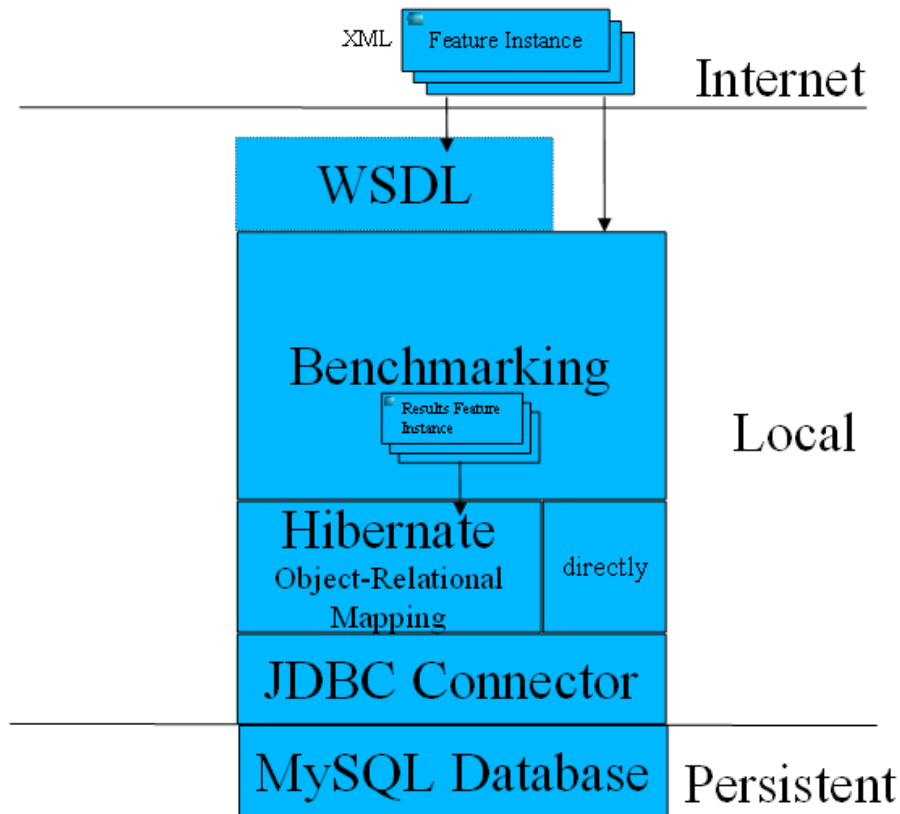 XML
Feature Instance
Internet
WSDL
Benchmarking
Results Feature
Instance
Local
Hibernate
Object-Relational
Mapping
directly
JDBC Connector
MySQL Database
Persistent